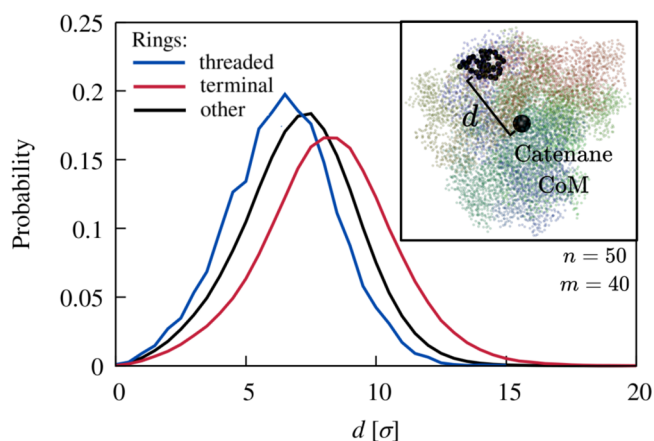 0.25
0.2
0.15
0.1
0.05
0
Probability
Rings:
threaded
terminal
other
d
Catenane
CoM
n = 50
m = 40
0
5
10
15
20
d [σ]